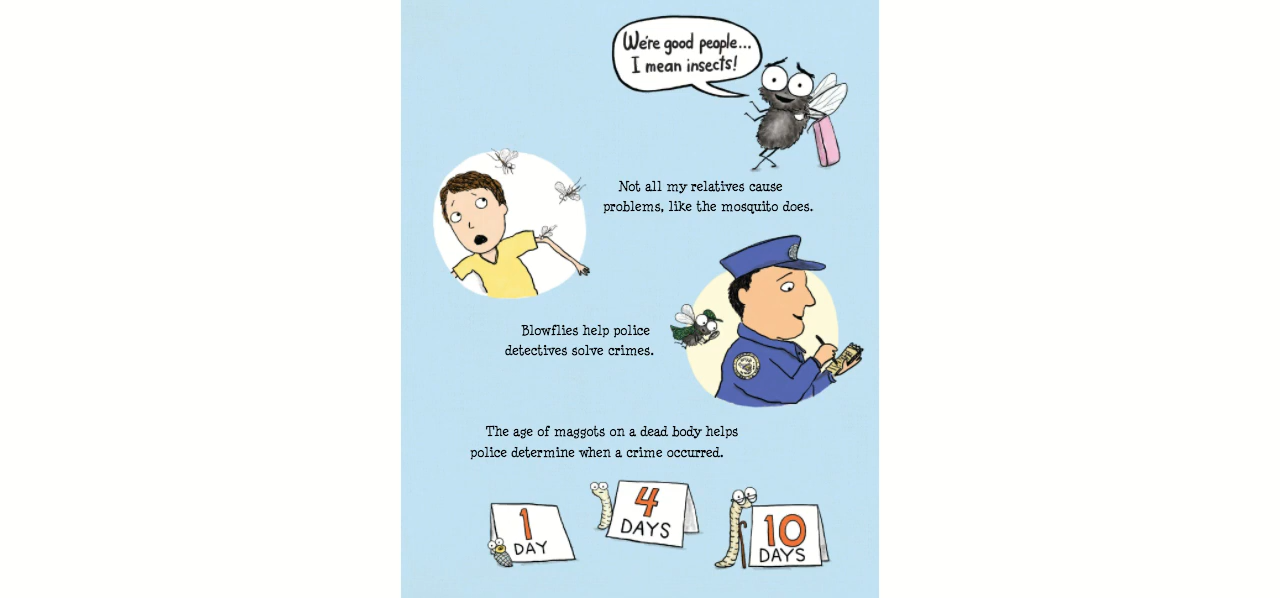 We're good people...
I mean insects!
Not all my relatives cause
problems, like the mosquito does.
Blowflies help police
detectives solve crimes.
The age of maggots on a dead body helps
police determine when a crime occurred.
1
DAY
4
DAYS
10
DAYS